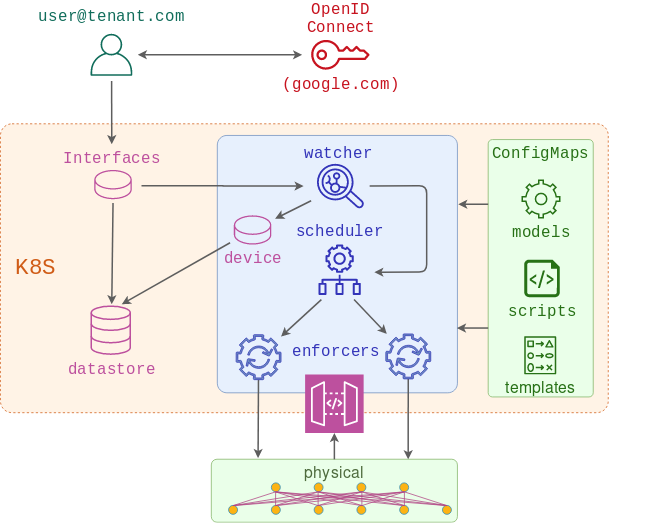 user@tenant.com
OpenID
Connect
(google.com)
Interfaces
watcher
ConfigMaps
models
scheduler
device
K8S
scripts
enforcers
datastore
templates
physical